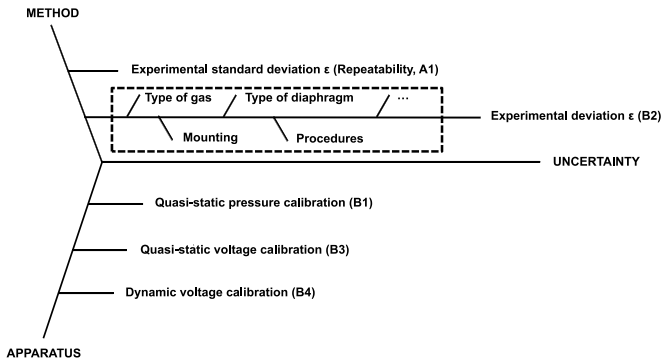 METHOD
Experimental standard deviation ε (Repeatability, A1)
Type of gas
Type of diaphragm
...
Experimental deviation ε (B2)
Mounting
Procedures
UNCERTAINTY
Quasi-static pressure calibration (B1)
Quasi-static voltage calibration (B3)
Dynamic voltage calibration (B4)
APPARATUS